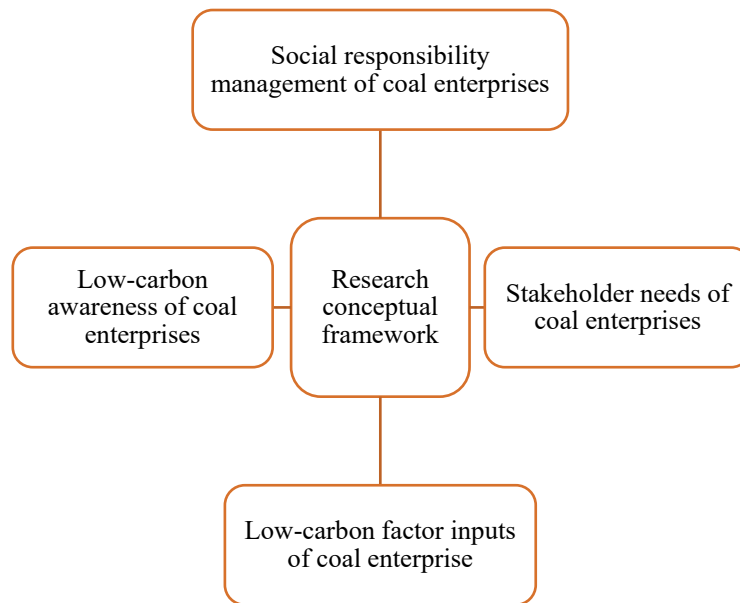 Social responsibility
management of coal enterprises
Low-carbon
awareness of coal
enterprises
Research
conceptual
framework
Stakeholder needs of
coal enterprises
Low-carbon factor inputs
of coal enterprise